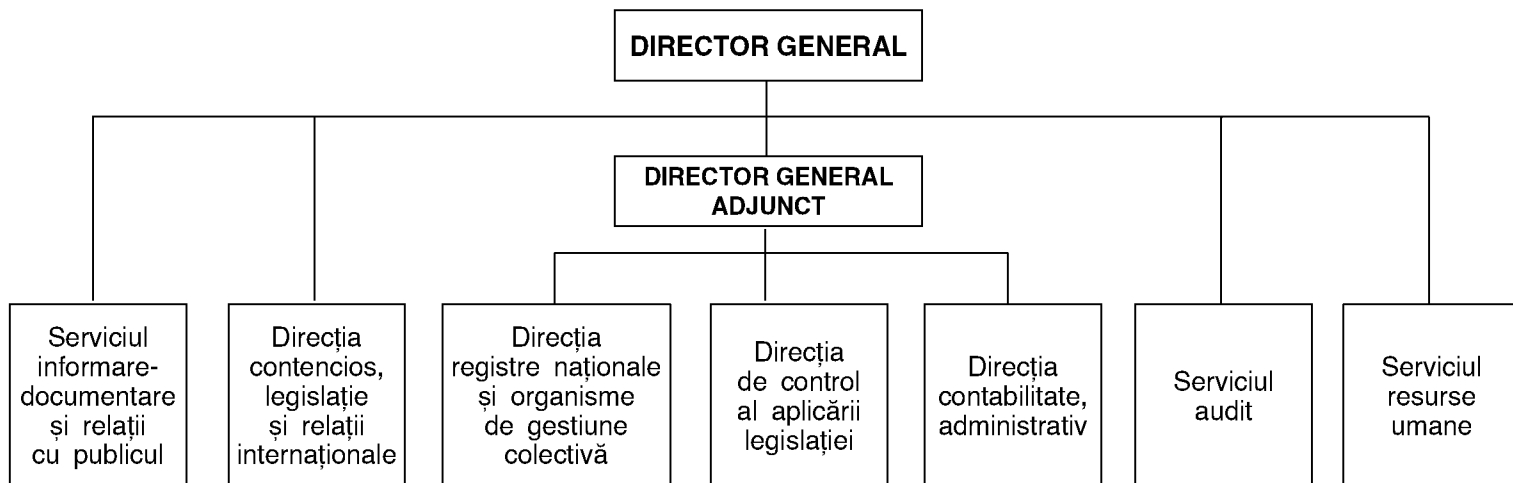 DIRECTOR GENERAL
DIRECTOR GENERAL
ADJUNCT
Serviciul
informare-
documentare
și relații
cu publicul
Direcția
contencios,
legislație
și relații
internaționale
Direcția
registre naționale
și organisme
de gestiune
colectivă
Direcția
de control
al aplicării
legislației
Direcția
contabilitate,
administrativ
Serviciul
audit
Serviciul
resurse
umane